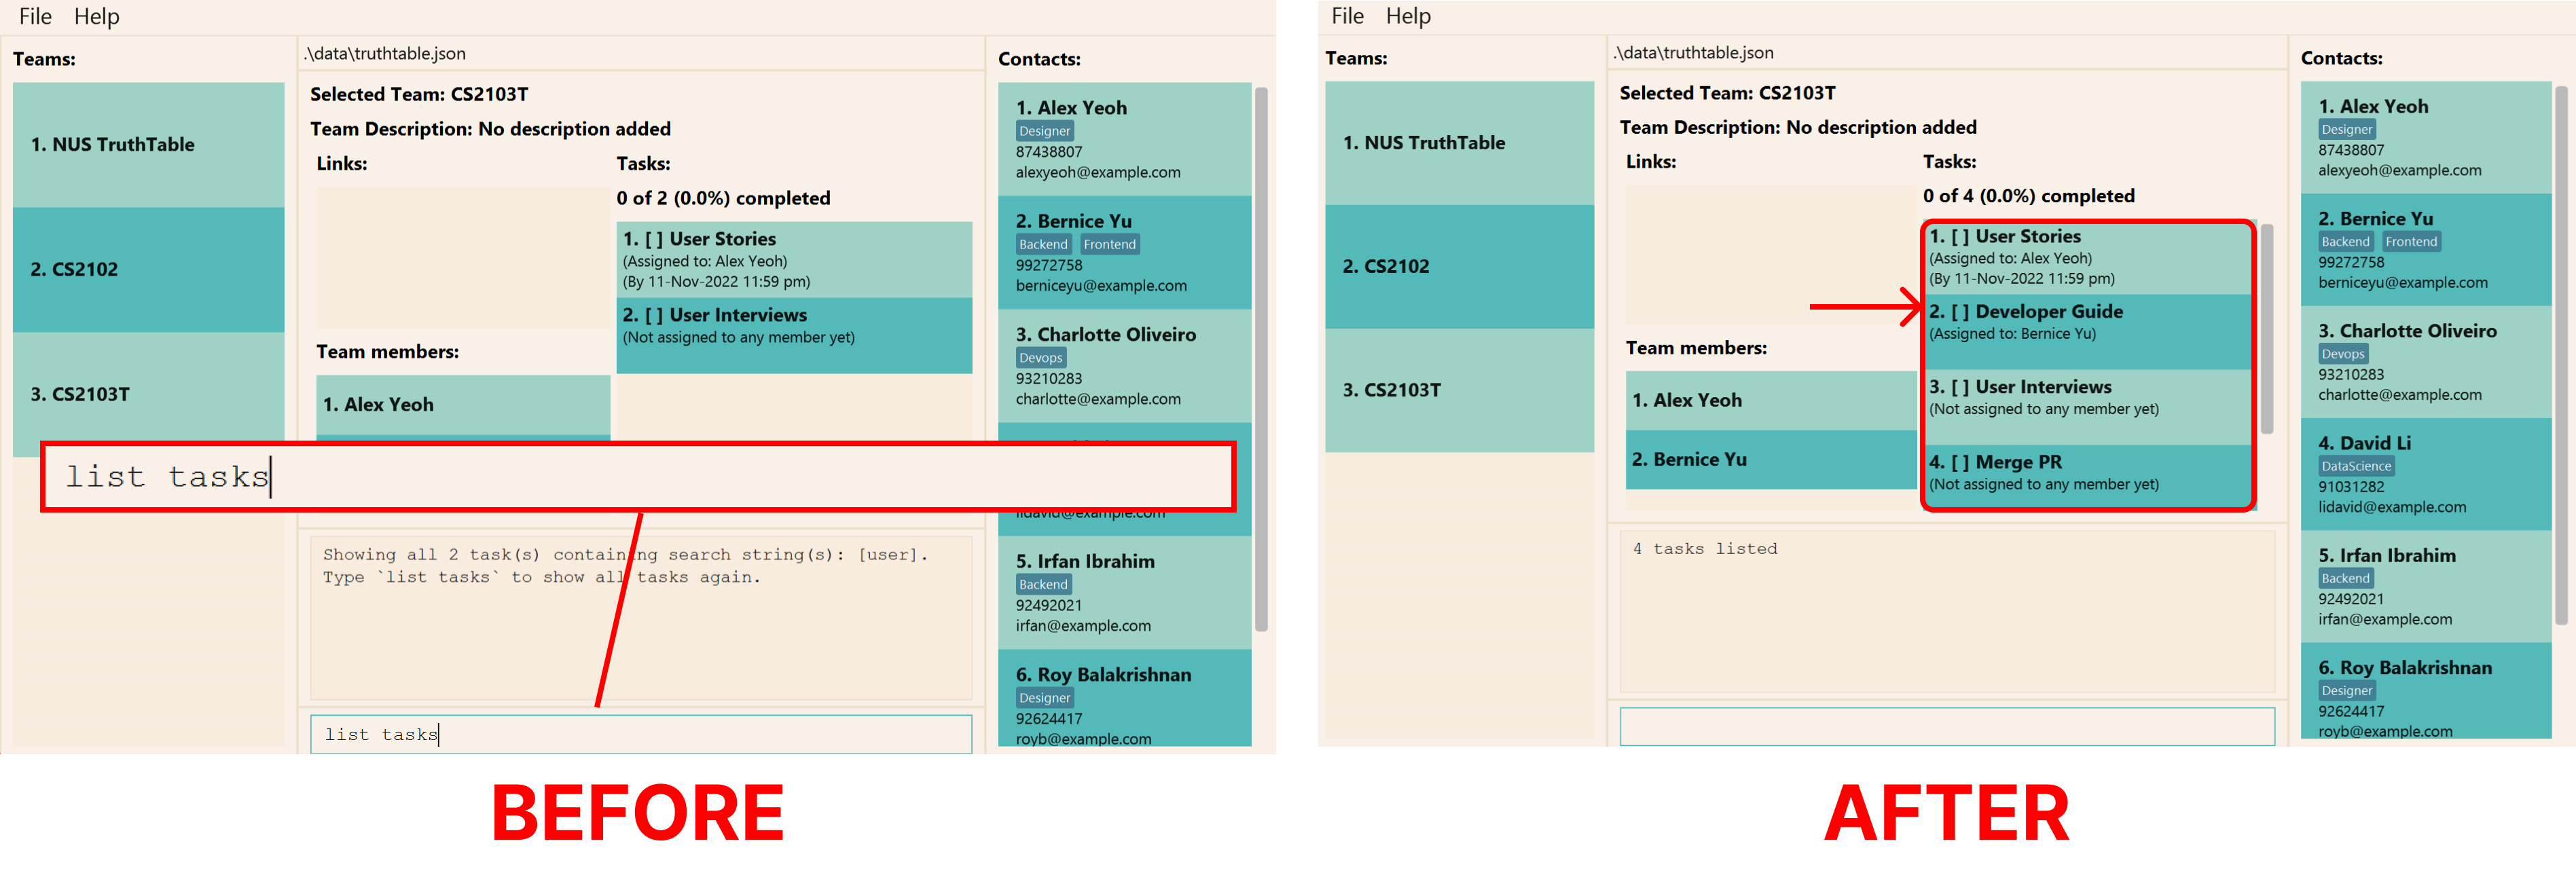 File Help
Teams:
1. NUS TruthTable
2. CS2102
3. CS2103T
.\data\truthtable.json
Selected Team: CS2103T
Team Description: No description added
Links:
Tasks:
0 of 2 (0.0%) completed
1. [ ] User Stories
(Assigned to: Alex Yeoh)
(By 11-Nov-2022 11:59 pm)
2. [ ] User Interviews
(Not assigned to any member yet)
Team members:
1. Alex Yeoh
list tasks
Showing all 2 task(s) containing search string(s): [user].
Type `list tasks` to show all tasks again.
list tasks
Contacts:
1. Alex Yeoh
Designer
87438807
alexyeoh@example.com
2. Bernice Yu
Backend Frontend
99272758
berniceyu@example.com
3. Charlotte Oliveiro
Devops
93210283
charlotte@example.com
lidavid@example.com
5. Irfan Ibrahim
Backend
92492021
irfan@example.com
6. Roy Balakrishnan
Designer
92624417
royb@example.com
BEFORE
File Help
Teams:
1. NUS TruthTable
2. CS2102
3. CS2103T
.\data\truthtable.json
Selected Team: CS2103T
Team Description: No description added
Links:
Tasks:
0 of 4 (0.0%) completed
1. [ ] User Stories
(Assigned to: Alex Yeoh)
(By 11-Nov-2022 11:59 pm)
2. [ ] Developer Guide
(Assigned to: Bernice Yu)
3. [ ] User Interviews
(Not assigned to any member yet)
4. [ ] Merge PR
(Not assigned to any member yet)
Team members:
1. Alex Yeoh
2. Bernice Yu
4 tasks listed
Contacts:
1. Alex Yeoh
Designer
87438807
alexyeoh@example.com
2. Bernice Yu
Backend Frontend
99272758
berniceyu@example.com
3. Charlotte Oliveiro
Devops
93210283
charlotte@example.com
4. David Li
DataScience
91031282
lidavid@example.com
5. Irfan Ibrahim
Backend
92492021
irfan@example.com
6. Roy Balakrishnan
Designer
92624417
royb@example.com
AFTER